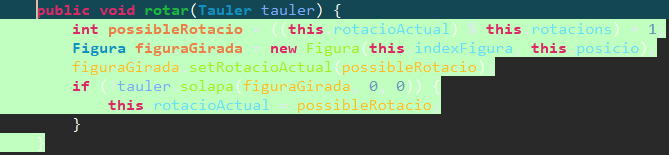 public void rotar(Tauler tauler) {
int possibleRotacio ((this rotacioActual) this rotacions) 1
Figura figuraGirada new Figura(this indexFigura this posicio)
figuraGirada setRotacioActual(possibleRotacio)
if ( tauler solapa(figuraGirada 0 0)) {
this rotacioActual possibleRotacio
}
}